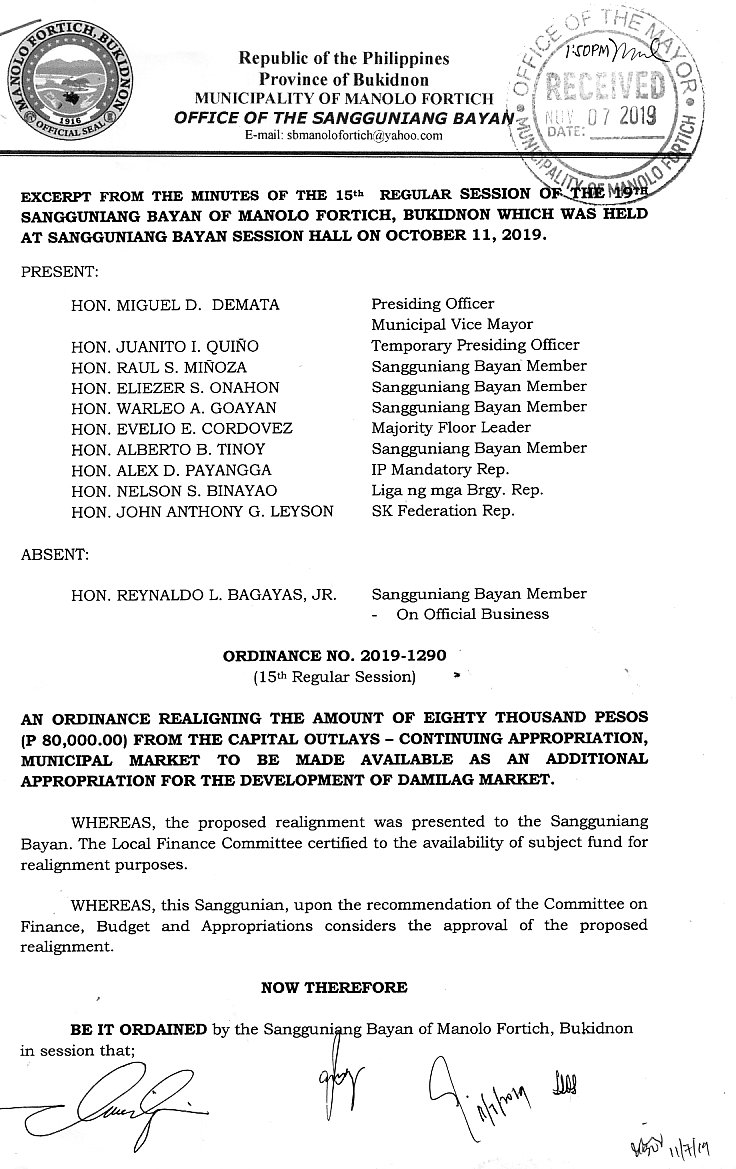 MANOLO FORTICH, BUKIDNON
1916
OFFICIAL SEAL
Republic of the Philippines
Province of Bukidnon
MUNICIPALITY OF MANOLO FORTICH
OFFICE OF THE SANGGUNIANG BAYAN
E-mail: sbmanolofortich@yahoo.com
OFFICE OF THE MAYOR
1:50PM
RECEIVED
NOV 07 2019
DATE:
MUNICIPALITY OF MANOLO FORTICH
EXCERPT FROM THE MINUTES OF THE 15th REGULAR SESSION OF THE 19TH
SANGGUNIANG BAYAN OF MANOLO FORTICH, BUKIDNON WHICH WAS HELD
AT SANGGUNIANG BAYAN SESSION HALL ON OCTOBER 11, 2019.
PRESENT:
HON. MIGUEL D. DEMATA Presiding Officer
Municipal Vice Mayor
HON. JUANITO I. QUIÑO Temporary Presiding Officer
HON. RAUL S. MIÑOZA Sangguniang Bayan Member
HON. ELIEZER S. ONAHON Sangguniang Bayan Member
HON. WARLEO A. GOAYAN Sangguniang Bayan Member
HON. EVELIO E. CORDOVEZ Majority Floor Leader
HON. ALBERTO B. TINOY Sangguniang Bayan Member
HON. ALEX D. PAYANGGA IP Mandatory Rep.
HON. NELSON S. BINAYAO Liga ng mga Brgy. Rep.
HON. JOHN ANTHONY G. LEYSON SK Federation Rep.
ABSENT:
HON. REYNALDO L. BAGAYAS, JR. Sangguniang Bayan Member
- On Official Business
ORDINANCE NO. 2019-1290
(15th Regular Session)
AN ORDINANCE REALIGNING THE AMOUNT OF EIGHTY THOUSAND PESOS
(P 80,000.00) FROM THE CAPITAL OUTLAYS – CONTINUING APPROPRIATION,
MUNICIPAL MARKET TO BE MADE AVAILABLE AS AN ADDITIONAL
APPROPRIATION FOR THE DEVELOPMENT OF DAMILAG MARKET.
WHEREAS, the proposed realignment was presented to the Sangguniang
Bayan. The Local Finance Committee certified to the availability of subject fund for
realignment purposes.
WHEREAS, this Sanggunian, upon the recommendation of the Committee on
Finance, Budget and Appropriations considers the approval of the proposed
realignment.
NOW THEREFORE
BE IT ORDAINED by the Sangguniang Bayan of Manolo Fortich, Bukidnon
in session that;
11/7/2019
11/7/19